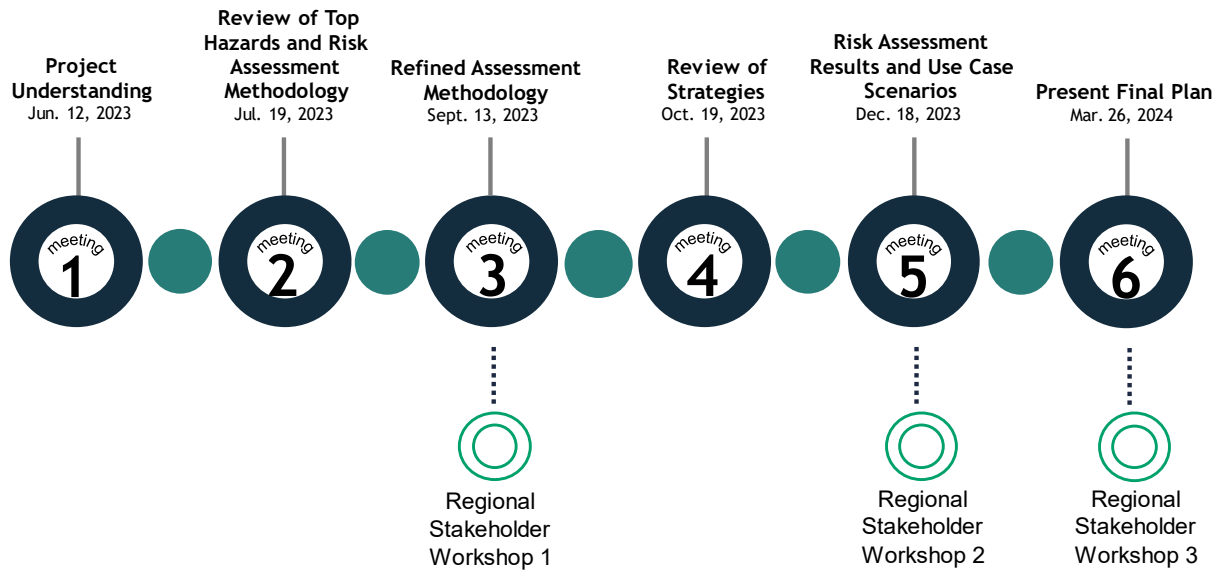 Project
Understanding
Jun. 12, 2023
Review of Top
Hazards and Risk
Assessment
Methodology
Jul. 19, 2023
Refined Assessment
Methodology
Sept. 13, 2023
Review of
Strategies
Oct. 19, 2023
Risk Assessment
Results and Use Case
Scenarios
Dec. 18, 2023
Present Final Plan
Mar. 26, 2024
meeting
1
meeting
2
meeting
3
meeting
4
meeting
5
meeting
6
Regional
Stakeholder
Workshop 1
Regional
Stakeholder
Workshop 2
Regional
Stakeholder
Workshop 3